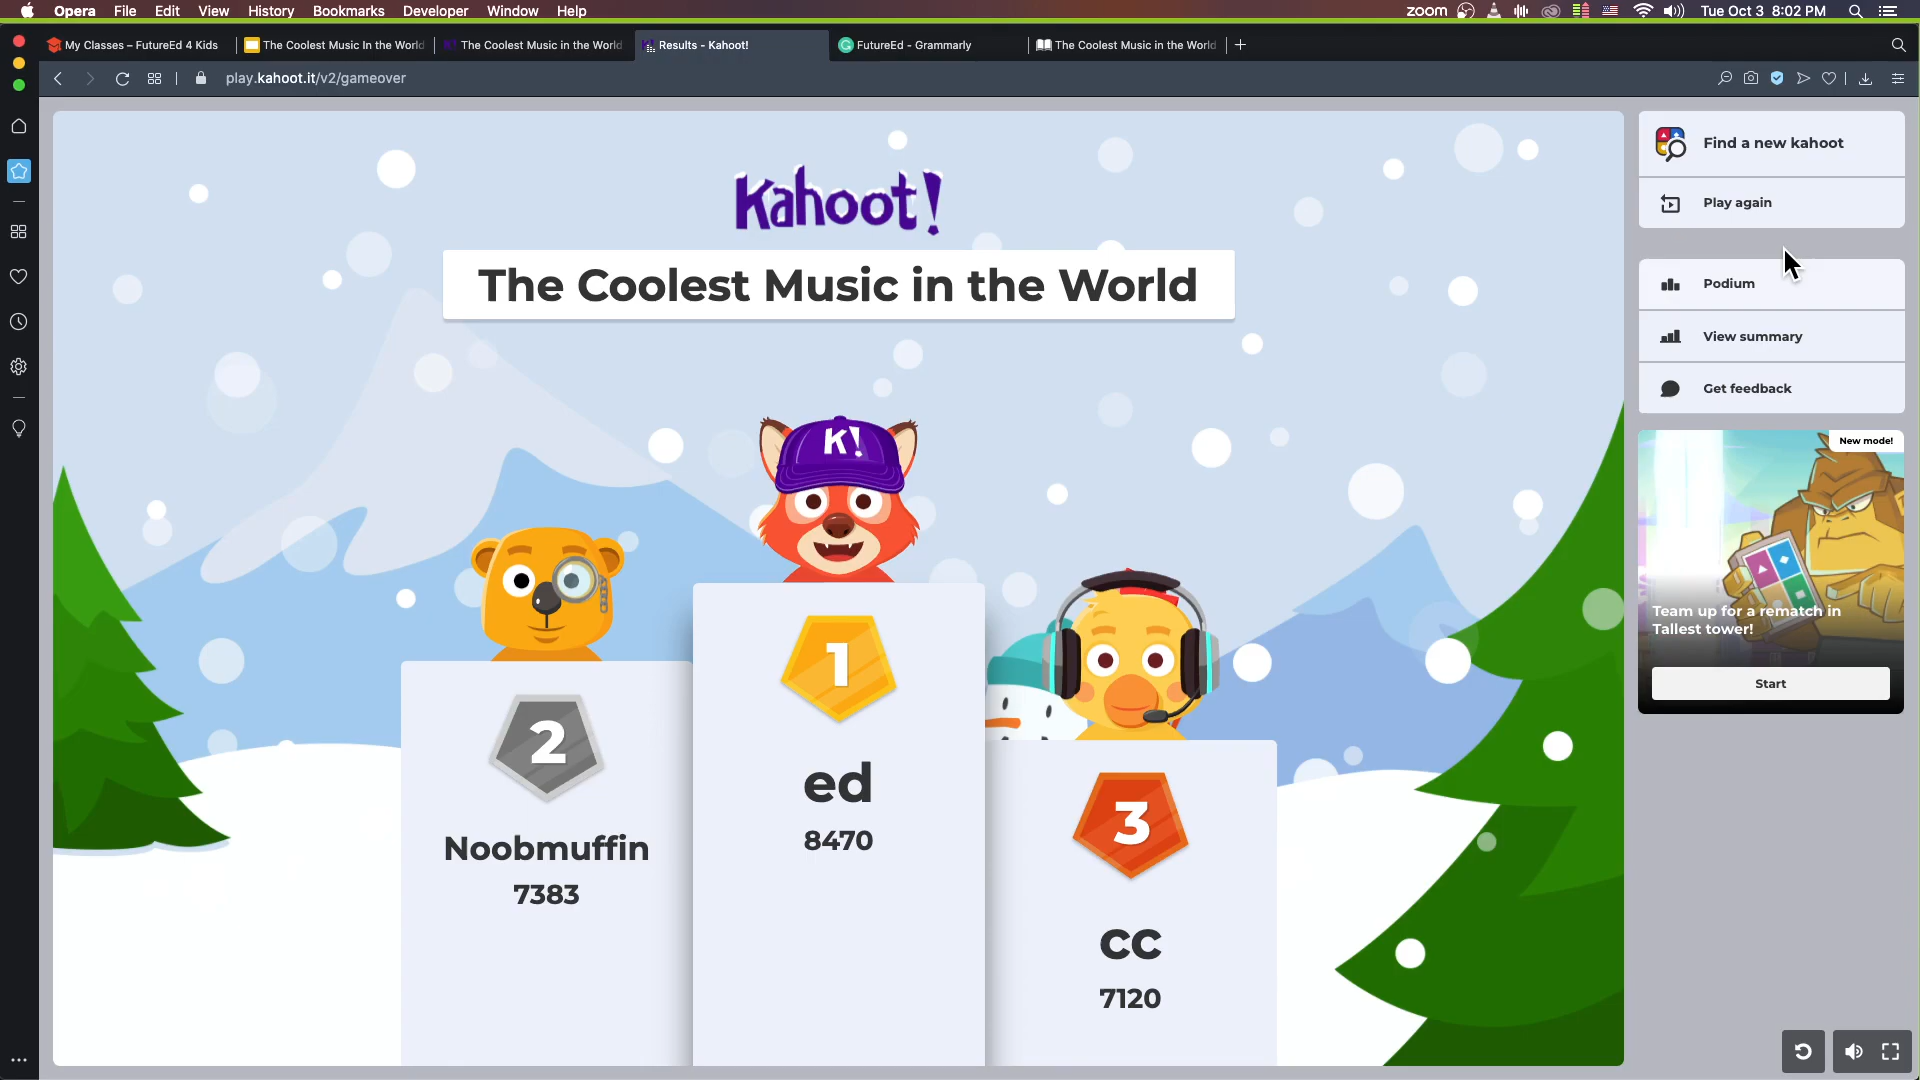 Opera File Edit View History Bookmarks Developer Window Help zoom Tue Oct 3 8:02 PM
My Classes – FutureEd 4 Kids The Coolest Music In the World The Coolest Music in the World Results - Kahoot! FutureEd - Grammarly The Coolest Music in the World
play.kahoot.it/v2/gameover
Kahoot!
The Coolest Music in the World
K!
1
ed
8470
2
Noobmuffin
7383
3
cc
7120
Find a new kahoot
Play again
Podium
View summary
Get feedback
New mode!
Team up for a rematch in
Tallest tower!
Start